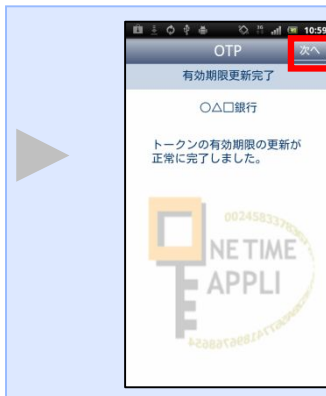 10:59
OTP
次へ
有効期限更新完了
○△□銀行
トークンの有効期限の更新が
正常に完了しました。
NE TIME
APPLI